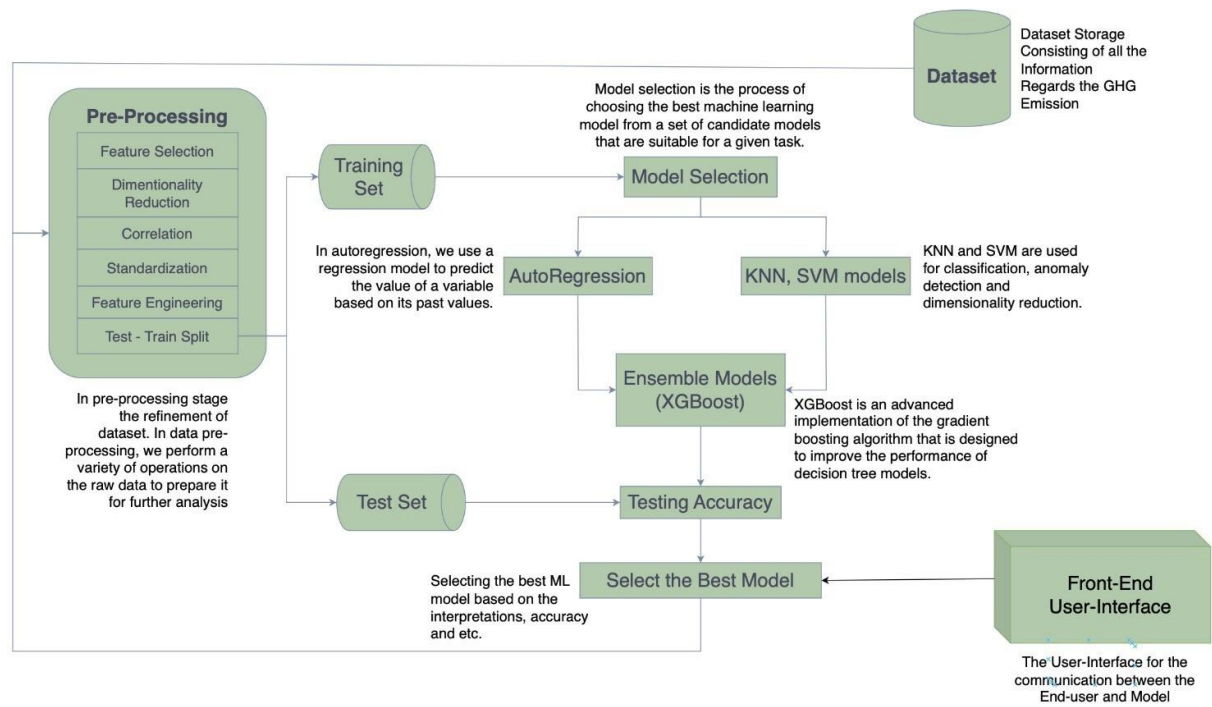 Dataset
Dataset Storage
Consisting of all the
Information
Regards the GHG
Emission
Pre-Processing
Feature Selection
Dimentionality
Reduction
Correlation
Standardization
Feature Engineering
Test - Train Split
In pre-processing stage
the refinement of
dataset. In data pre-
processing, we perform a
variety of operations on
the raw data to prepare it
for further analysis
Training
Set
Model selection is the process of
choosing the best machine learning
model from a set of candidate models
that are suitable for a given task.
Model Selection
In autoregression, we use a
regression model to predict
the value of a variable
based on its past values.
AutoRegression
KNN, SVM models
KNN and SVM are used
for classification, anomaly
detection and
dimensionality reduction.
Ensemble Models
(XGBoost)
XGBoost is an advanced
implementation of the gradient
boosting algorithm that is designed
to improve the performance of
decision tree models.
Test Set
Testing Accuracy
Selecting the best ML
model based on the
interpretations, accuracy
and etc.
Select the Best Model
Front-End
User-Interface
The User-Interface for the
communication between the
End-user and Model